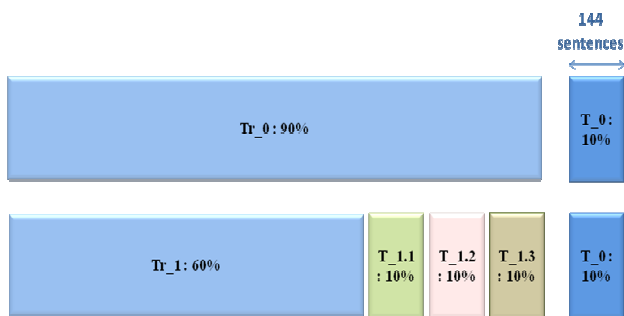 144
sentences
Tr_0 : 90%
T_0 :
10%
Tr_1 : 60%
T_1.1
: 10%
T_1.2
: 10%
T_1.3
: 10%
T_0 :
10%